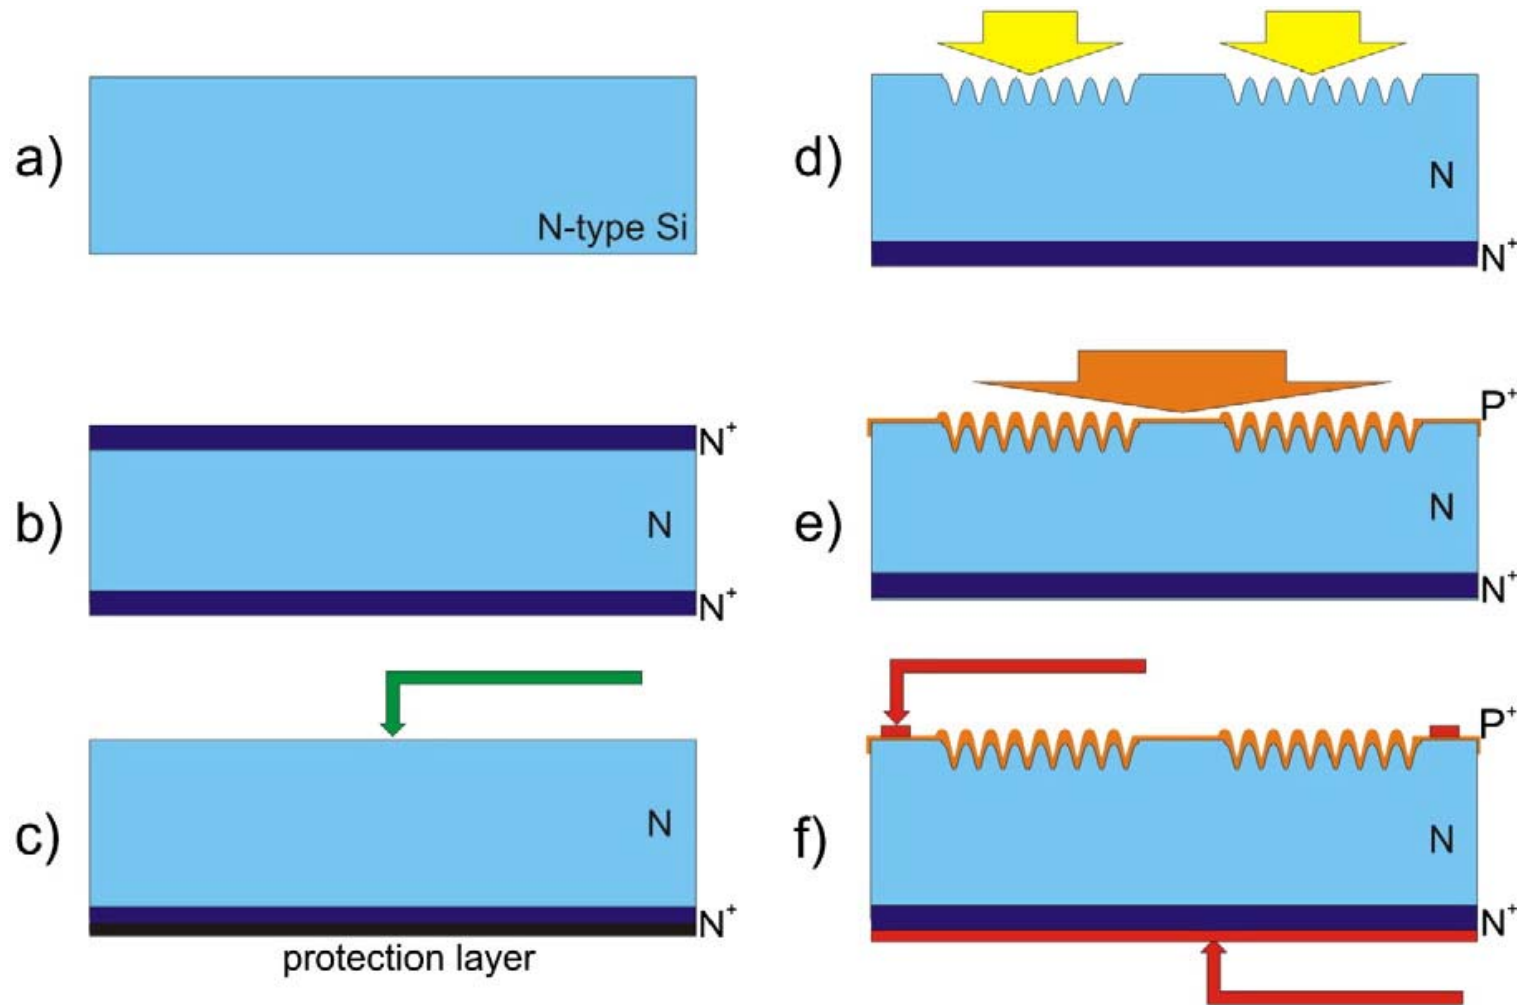 a)
N-type Si
b)
N⁺
N
N⁺
c)
N
N⁺
protection layer
d)
N
N⁺
e)
P⁺
N
N⁺
f)
P⁺
N
N⁺